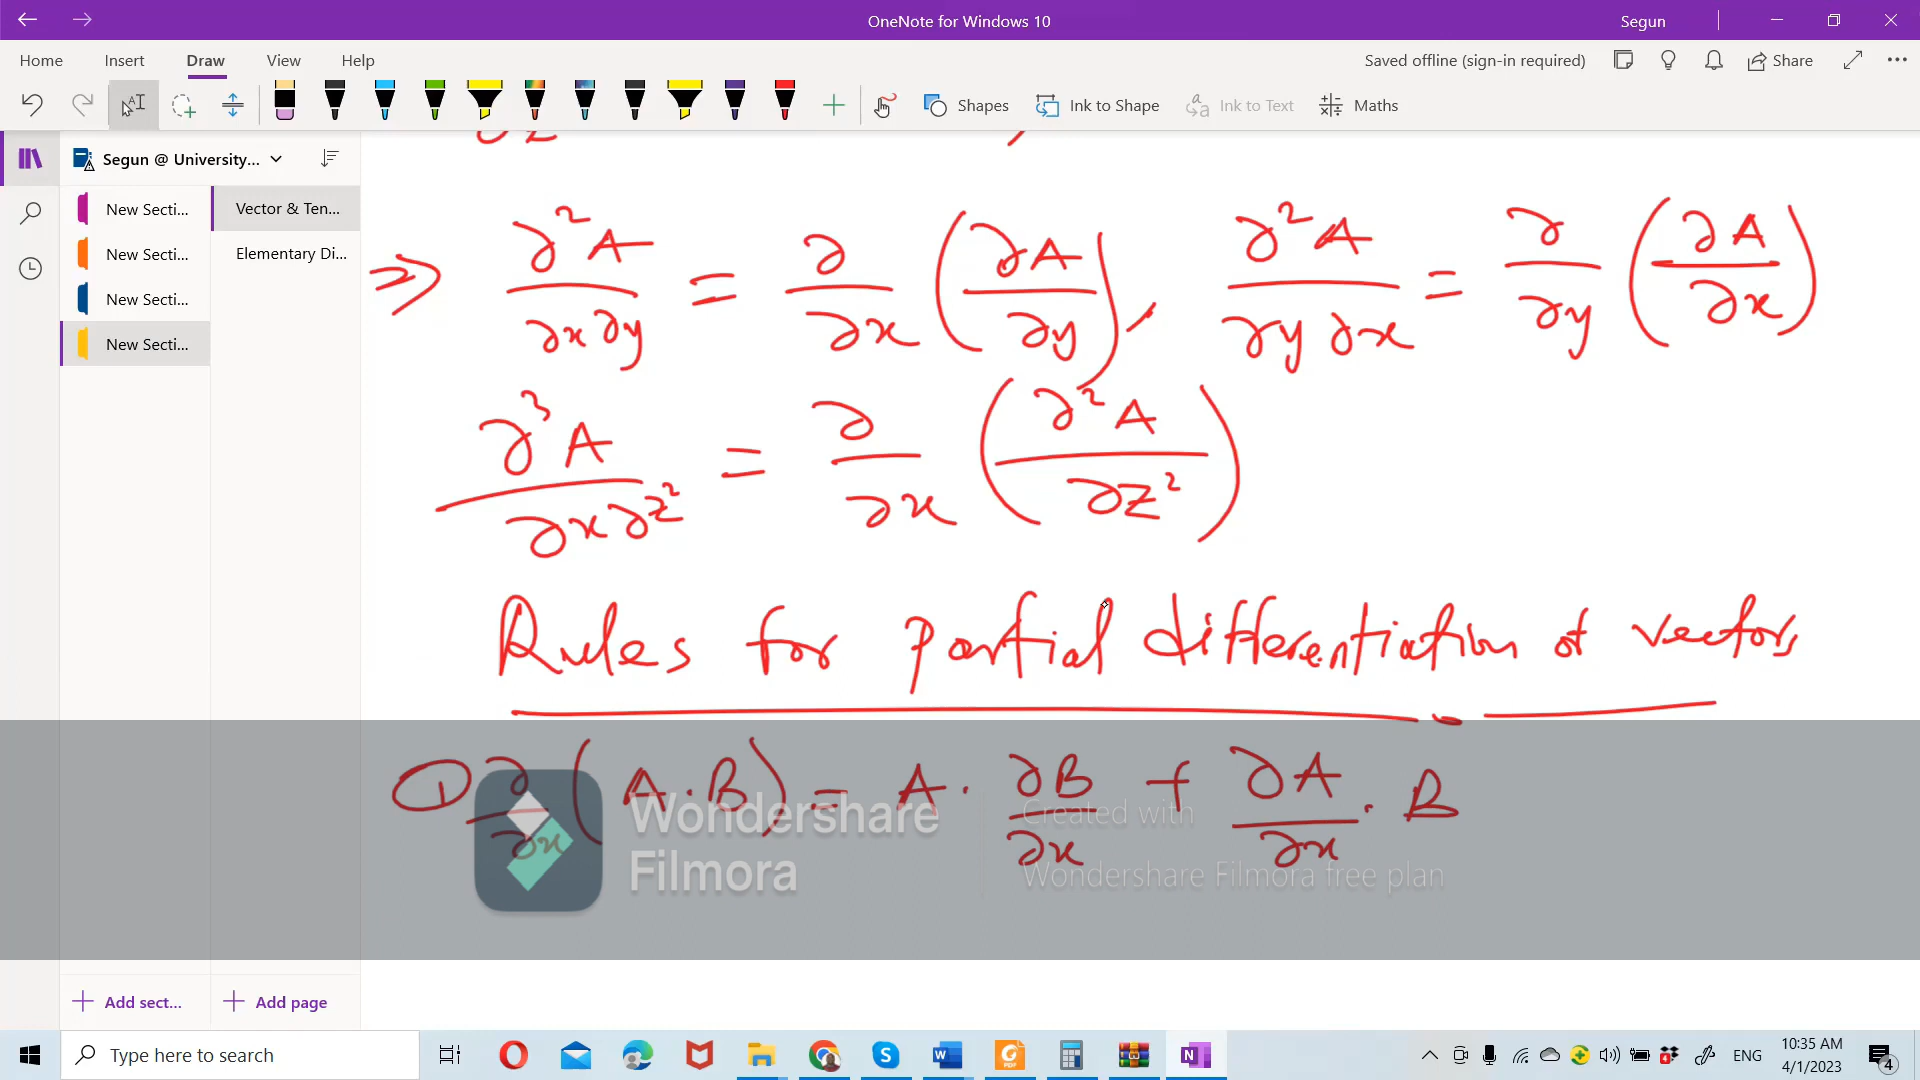 OneNote for Windows 10
Segun
Home Insert Draw View Help
Saved offline (sign-in required) Share
Shapes Ink to Shape Ink to Text Maths
Segun @ University...
New Secti...
New Secti...
New Secti...
New Secti...
Vector & Ten...
Elementary Di...
⇒ ∂²A/∂x∂y = ∂/∂x (∂A/∂y), ∂²A/∂y∂x = ∂/∂y (∂A/∂x)
∂³A/∂x∂z² = ∂/∂x (∂²A/∂z²)
Rules for partial differentiation of vectors
① ∂/∂x (A·B) = A · ∂B/∂x + ∂A/∂x · B
Wondershare
Filmora
Created with
Wondershare Filmora free plan
Add sect... Add page
Type here to search
ENG
10:35 AM
4/1/2023
4